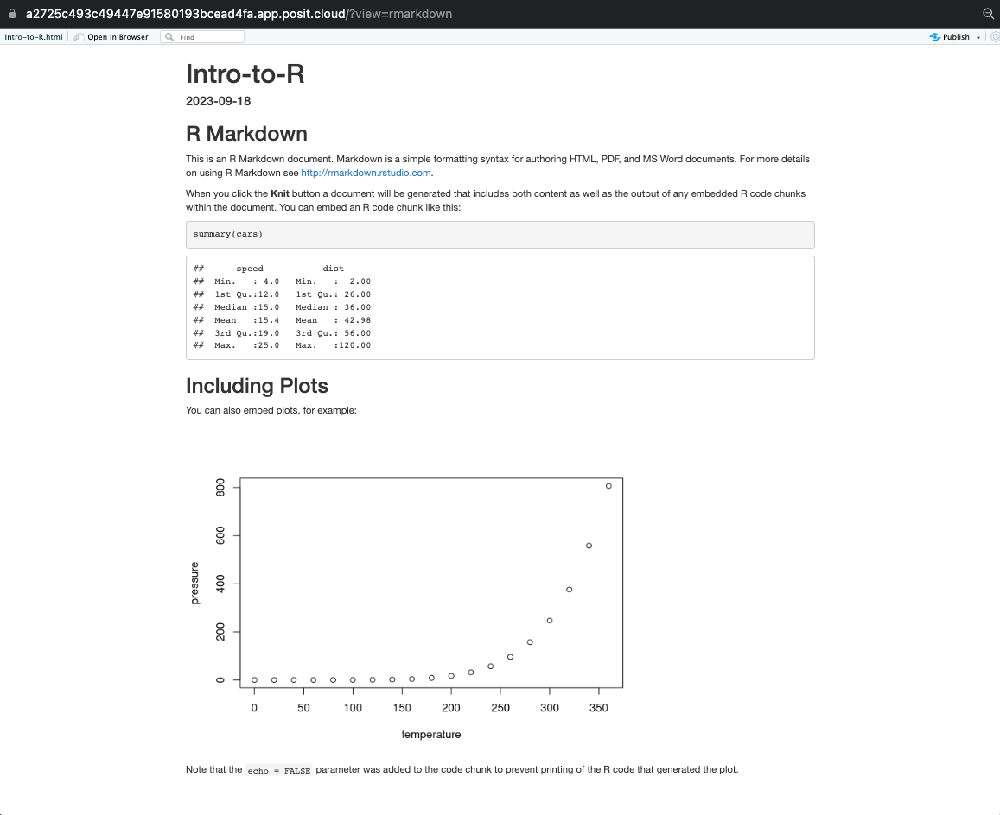 a2725c493c49447e91580193bcead4fa.app.posit.cloud/?view=rmarkdown
Intro-to-R.html Open in Browser Find Publish
Intro-to-R
2023-09-18
R Markdown
This is an R Markdown document. Markdown is a simple formatting syntax for authoring HTML, PDF, and MS Word documents. For more details
on using R Markdown see http://rmarkdown.rstudio.com.
When you click the Knit button a document will be generated that includes both content as well as the output of any embedded R code chunks
within the document. You can embed an R code chunk like this:
summary(cars)
##      speed           dist
##  Min.   : 4.0   Min.   :  2.00
##  1st Qu.:12.0   1st Qu.: 26.00
##  Median :15.0   Median : 36.00
##  Mean   :15.4   Mean   : 42.98
##  3rd Qu.:19.0   3rd Qu.: 56.00
##  Max.   :25.0   Max.   :120.00
Including Plots
You can also embed plots, for example:
800
600
400
200
0
pressure
0 50 100 150 200 250 300 350
temperature
Note that the echo = FALSE parameter was added to the code chunk to prevent printing of the R code that generated the plot.